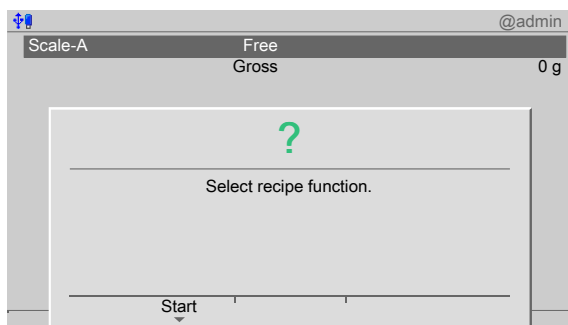 @admin
Scale-A Free
Gross 0 g
?
Select recipe function.
Start